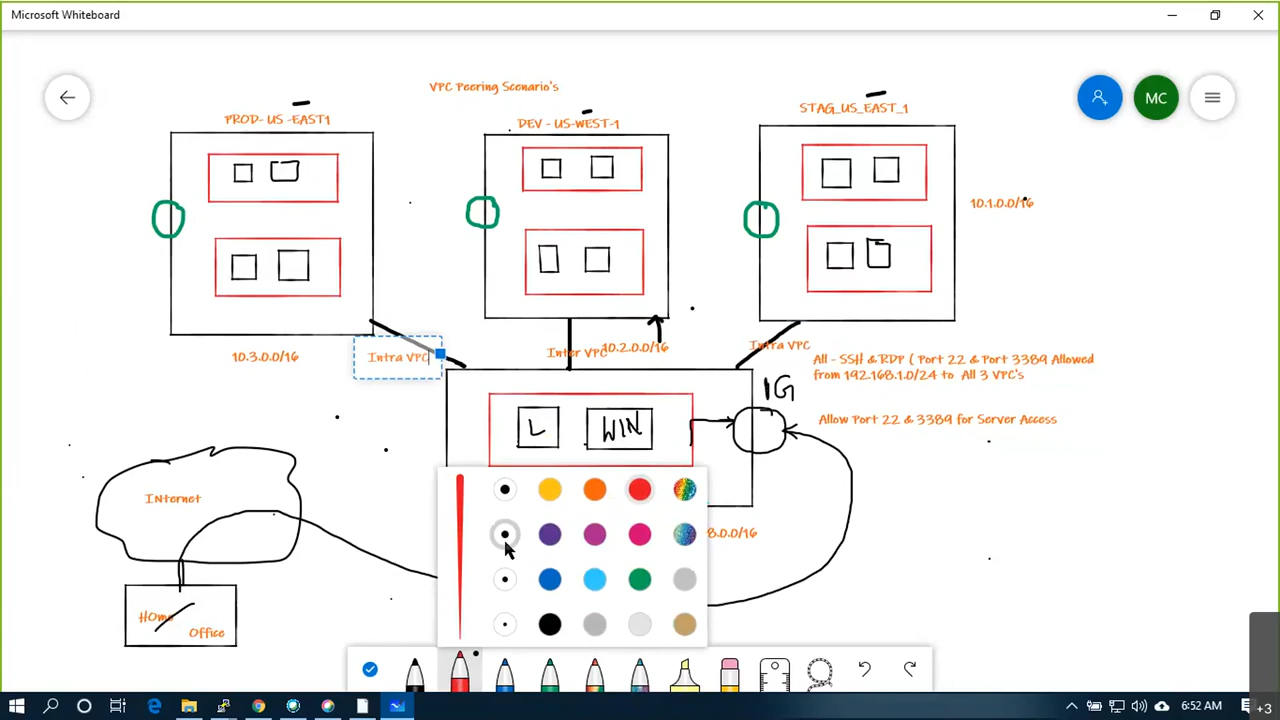 Microsoft Whiteboard
VPC Peering Scenario's
MC
PROD- US -EAST1
DEV - US-WEST-1
STAG_US_EAST_1
10.1.0.0/16
10.3.0.0/16
Intra VPC
Inter VPC
10.2.0.0/16
Intra VPC
All - SSH & RDP ( Port 22 & Port 3389 Allowed
from 192.168.1.0/24 to All 3 VPC's
IG
L
WIN
Allow Port 22 & 3389 for Server Access
INternet
8.0.0/16
HOme
Office
6:52 AM
+3